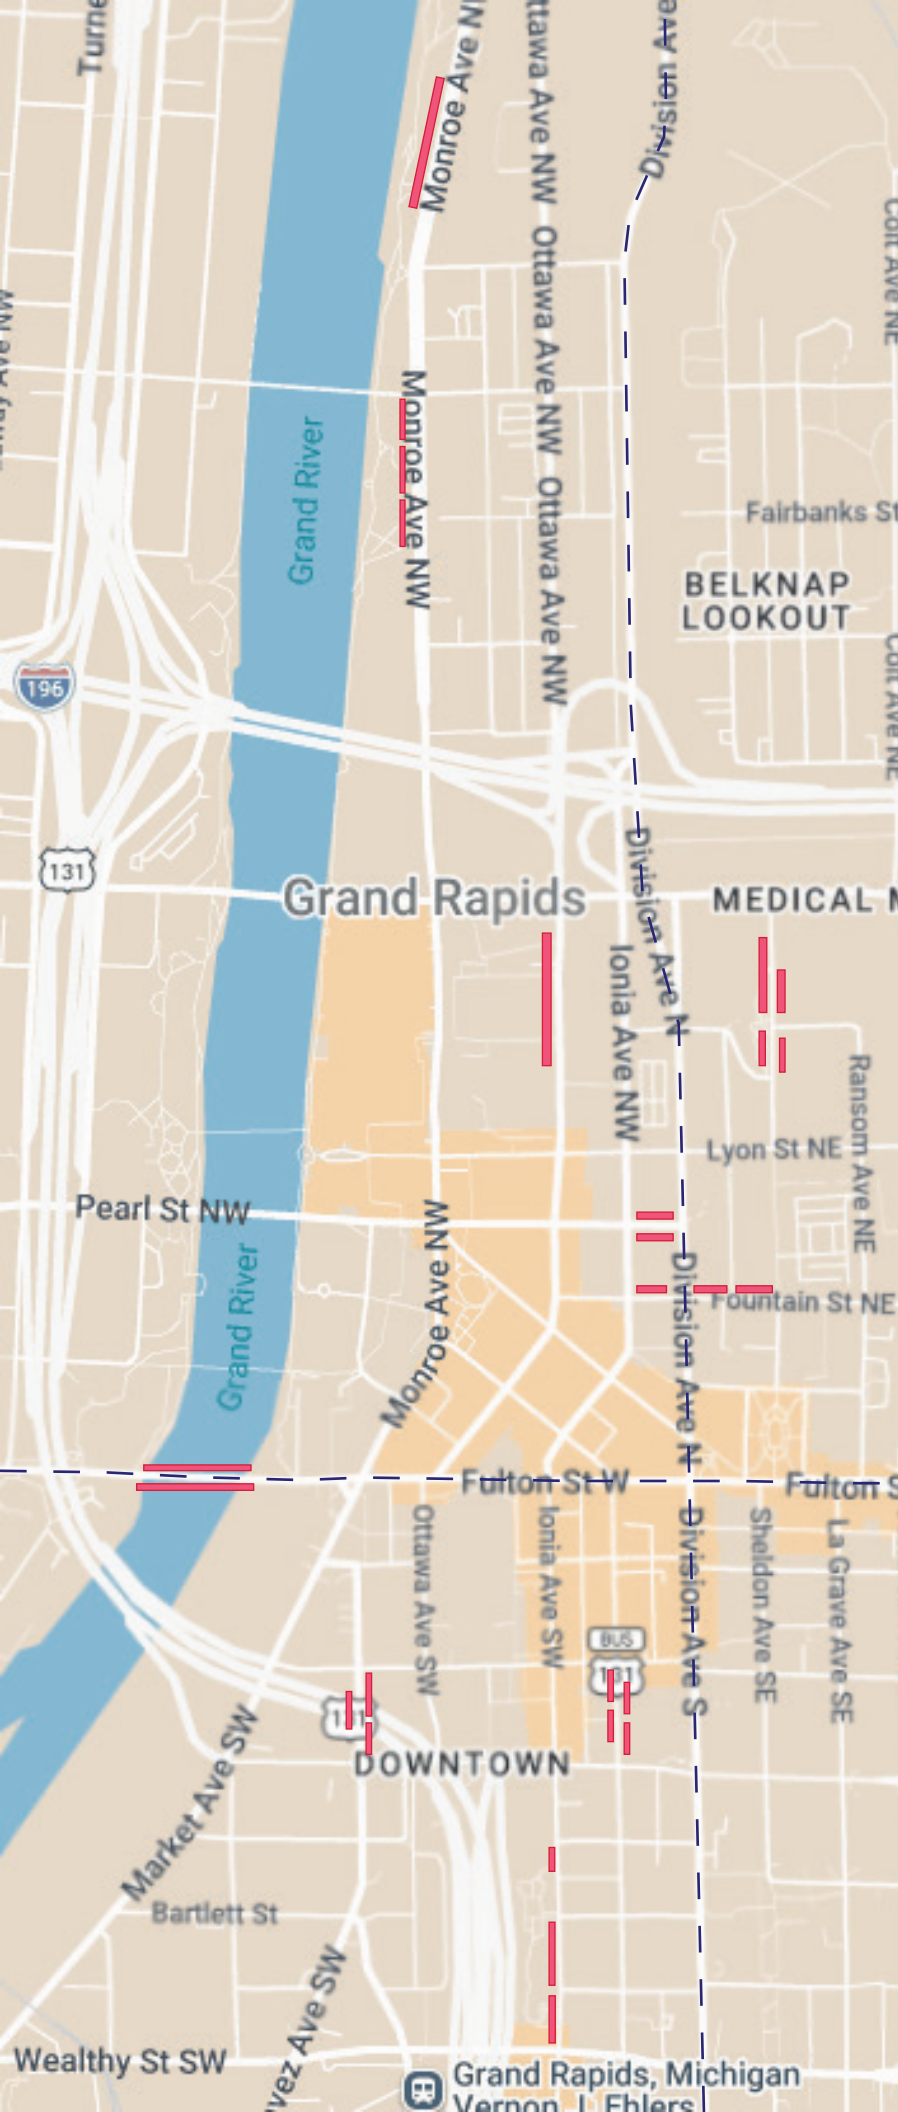 Monroe Ave N
Ottawa Ave NW
Division
Monroe Ave NW
Ottawa Ave NW
Grand River
Ottawa Ave NW
Fairbanks St
BELKNAP
LOOKOUT
196
131
Division Ave N
Grand Rapids
MEDICAL M
Ionia Ave NW
Ransom Ave NE
Lyon St NE
Pearl St NW
Monroe Ave NW
Grand River
Division Ave N
Fountain St NE
Fulton St W
Fulton S
Ottawa Ave SW
Ionia Ave SW
Division Ave S
Sheldon Ave SE
La Grave Ave SE
BUS
131
131
Market Ave SW
DOWNTOWN
Bartlett St
vez Ave SW
Wealthy St SW
Grand Rapids, Michigan
Vernon J. Ehlers